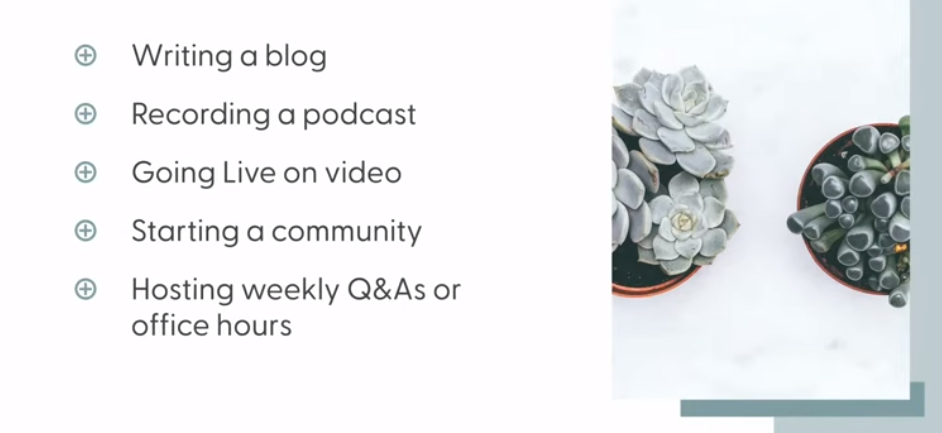 Writing a blog
Recording a podcast
Going Live on video
Starting a community
Hosting weekly Q&As or
office hours